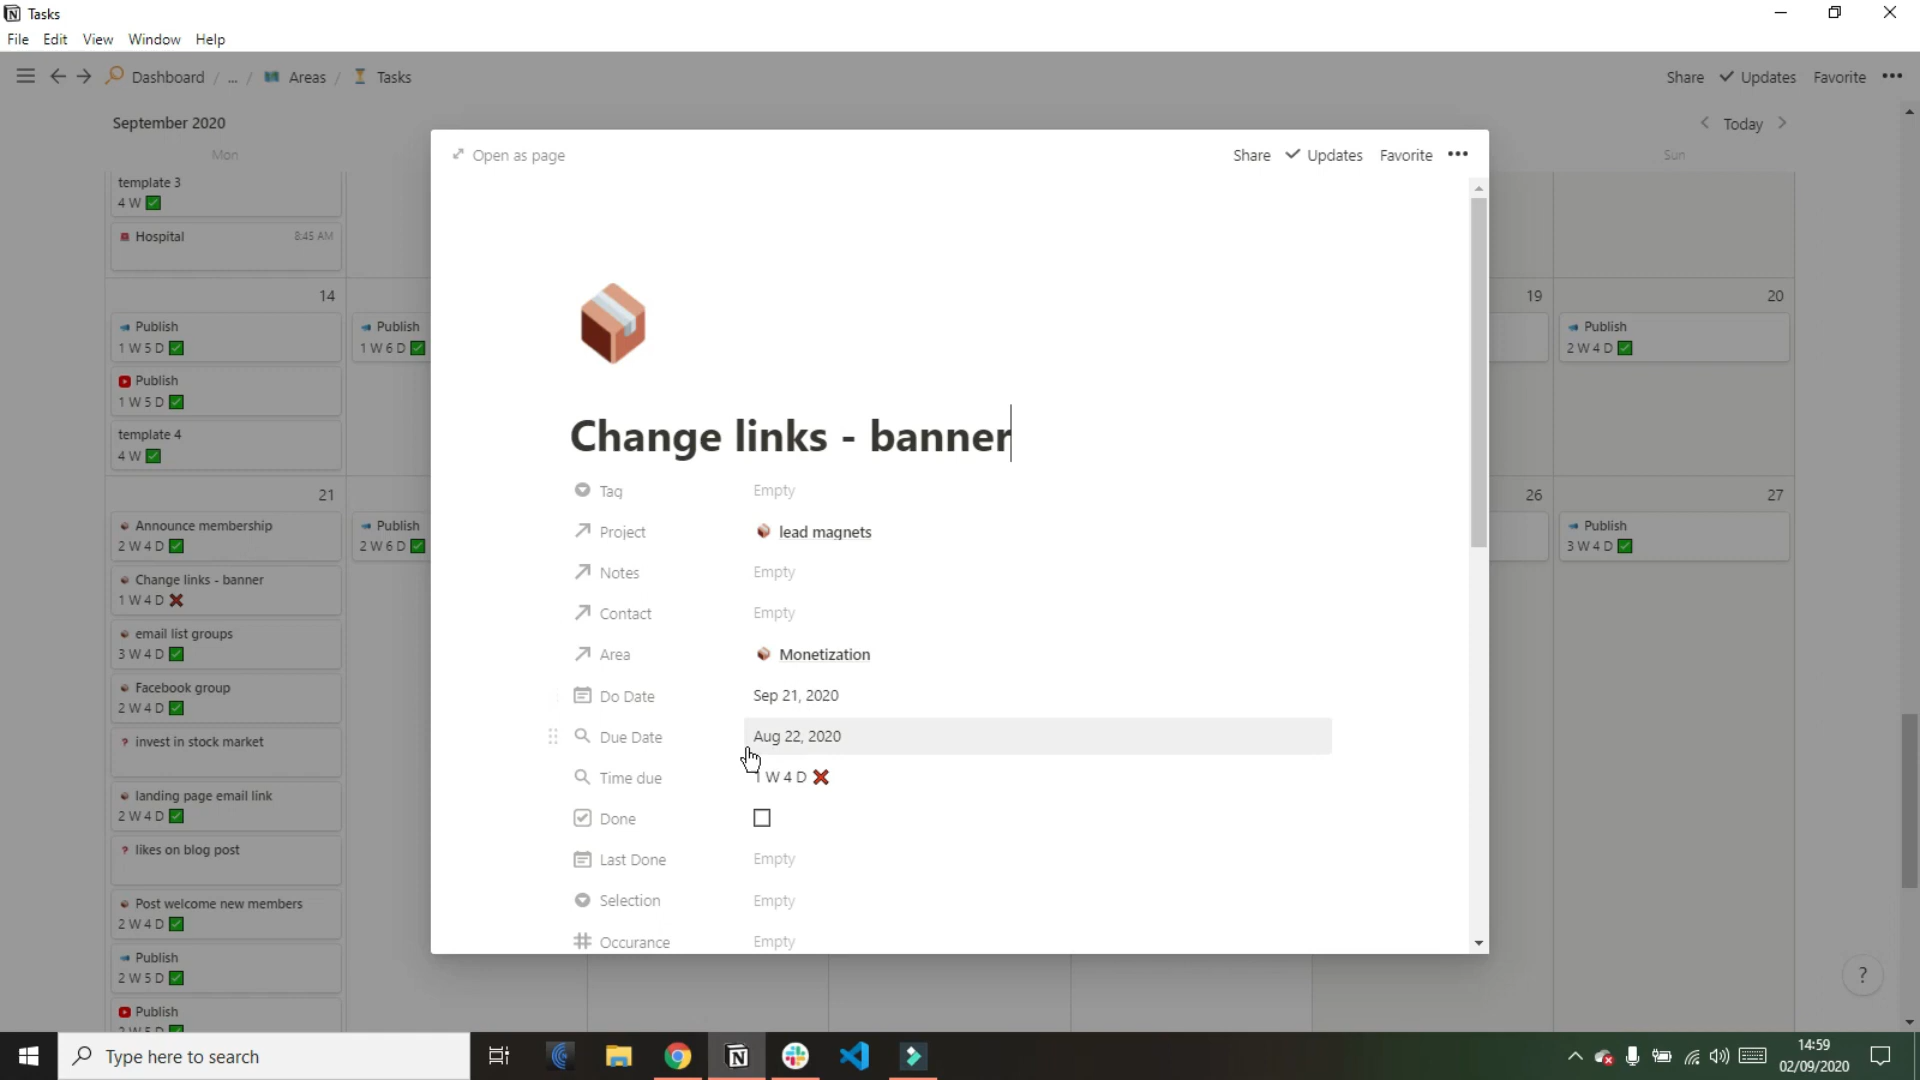 Tasks
File Edit View Window Help
Dashboard / ... / Areas / Tasks
Share Updates Favorite •••
September 2020
Today
Mon
Sun
template 3
4 W ✅
Hospital 8:45 AM
14
19
20
Publish
1 W 5 D ✅
Publish
1 W 6 D ✅
Publish
2 W 4 D ✅
Publish
1 W 5 D ✅
template 4
4 W ✅
21
26
27
Announce membership
2 W 4 D ✅
Publish
2 W 6 D ✅
Publish
3 W 4 D ✅
Change links - banner
1 W 4 D ❌
email list groups
3 W 4 D ✅
Facebook group
2 W 4 D ✅
? invest in stock market
landing page email link
2 W 4 D ✅
? likes on blog post
Post welcome new members
2 W 4 D ✅
Publish
2 W 5 D ✅
Publish
Open as page
Share Updates Favorite •••
Change links - banner
Tag Empty
Project lead magnets
Notes Empty
Contact Empty
Area Monetization
Do Date Sep 21, 2020
Due Date Aug 22, 2020
Time due 1 W 4 D ❌
Done
Last Done Empty
Selection Empty
Occurance Empty
?
Type here to search
14:59
02/09/2020